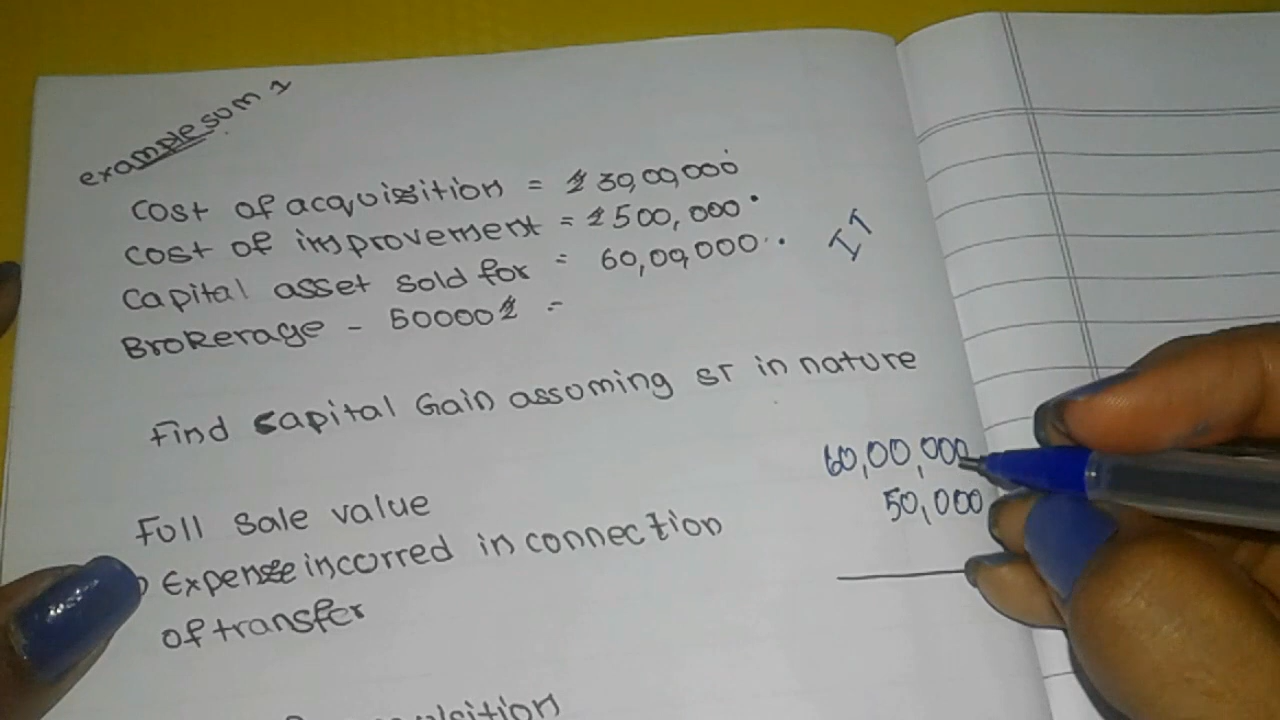 example sum 1
Cost of acquisition = ₹ 30,00,000
Cost of improvement = ₹ 500,000
Capital asset sold for = 60,00,000
Brokerage - 50000₹ =
IT
Find Capital Gain assuming ST in nature
Full Sale value 60,00,000
Expense incurred in connection 50,000
of transfer